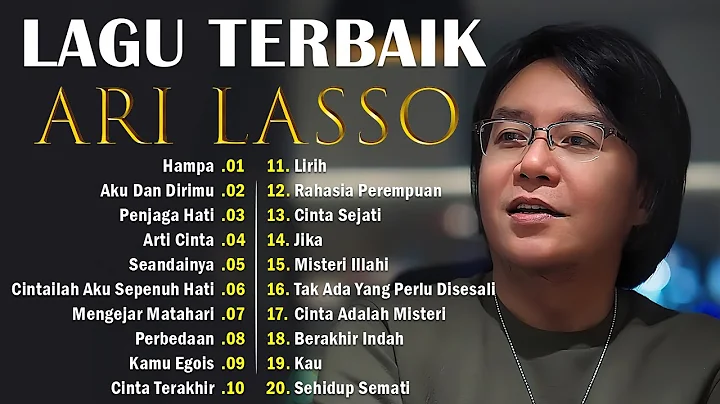 LAGU TERBAIK
ARI LASSO
Hampa .01
Aku Dan Dirimu .02
Penjaga Hati .03
Arti Cinta .04
Seandainya .05
Cintailah Aku Sepenuh Hati .06
Mengejar Matahari .07
Perbedaan .08
Kamu Egois .09
Cinta Terakhir .10
11. Lirih
12. Rahasia Perempuan
13. Cinta Sejati
14. Jika
15. Misteri Illahi
16. Tak Ada Yang Perlu Disesali
17. Cinta Adalah Misteri
18. Berakhir Indah
19. Kau
20. Sehidup Semati